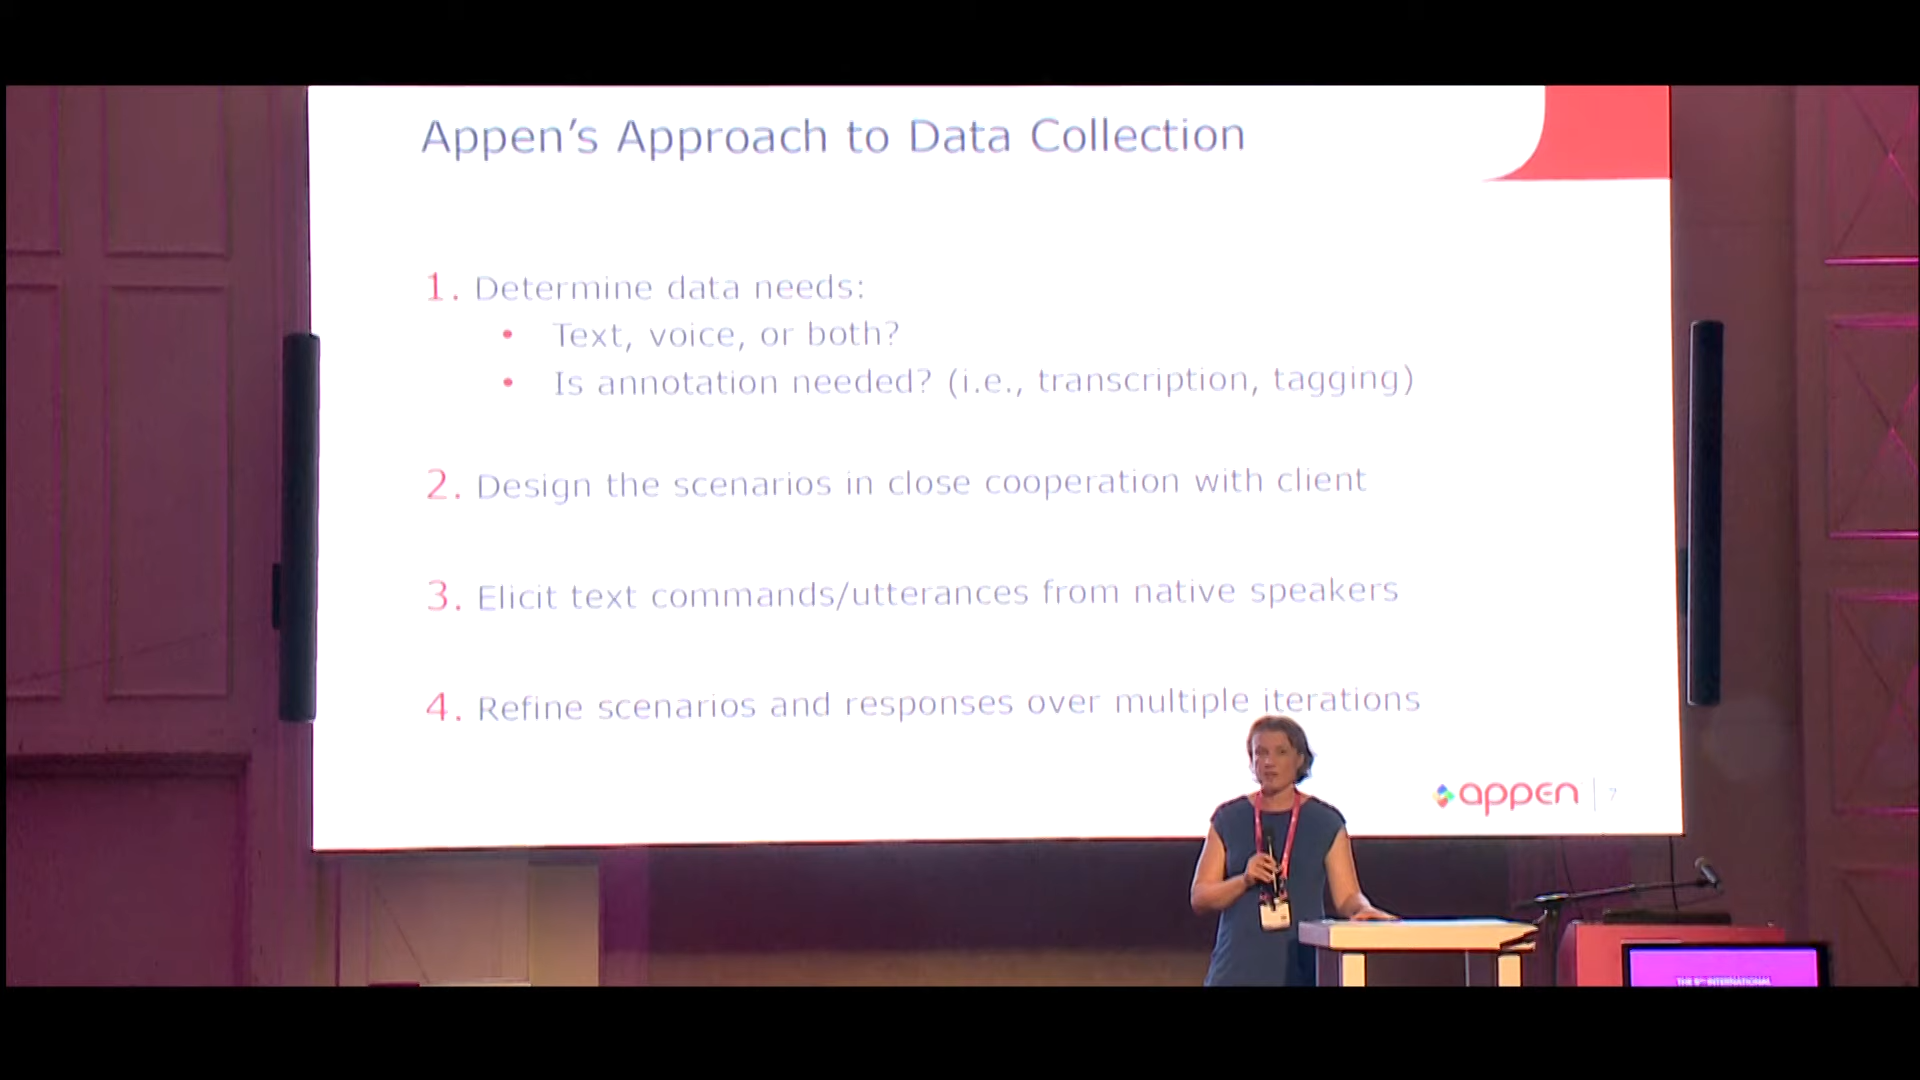 Appen's Approach to Data Collection
1. Determine data needs:
• Text, voice, or both?
• Is annotation needed? (i.e., transcription, tagging)
2. Design the scenarios in close cooperation with client
3. Elicit text commands/utterances from native speakers
4. Refine scenarios and responses over multiple iterations
appen 7
INTERNATIONAL